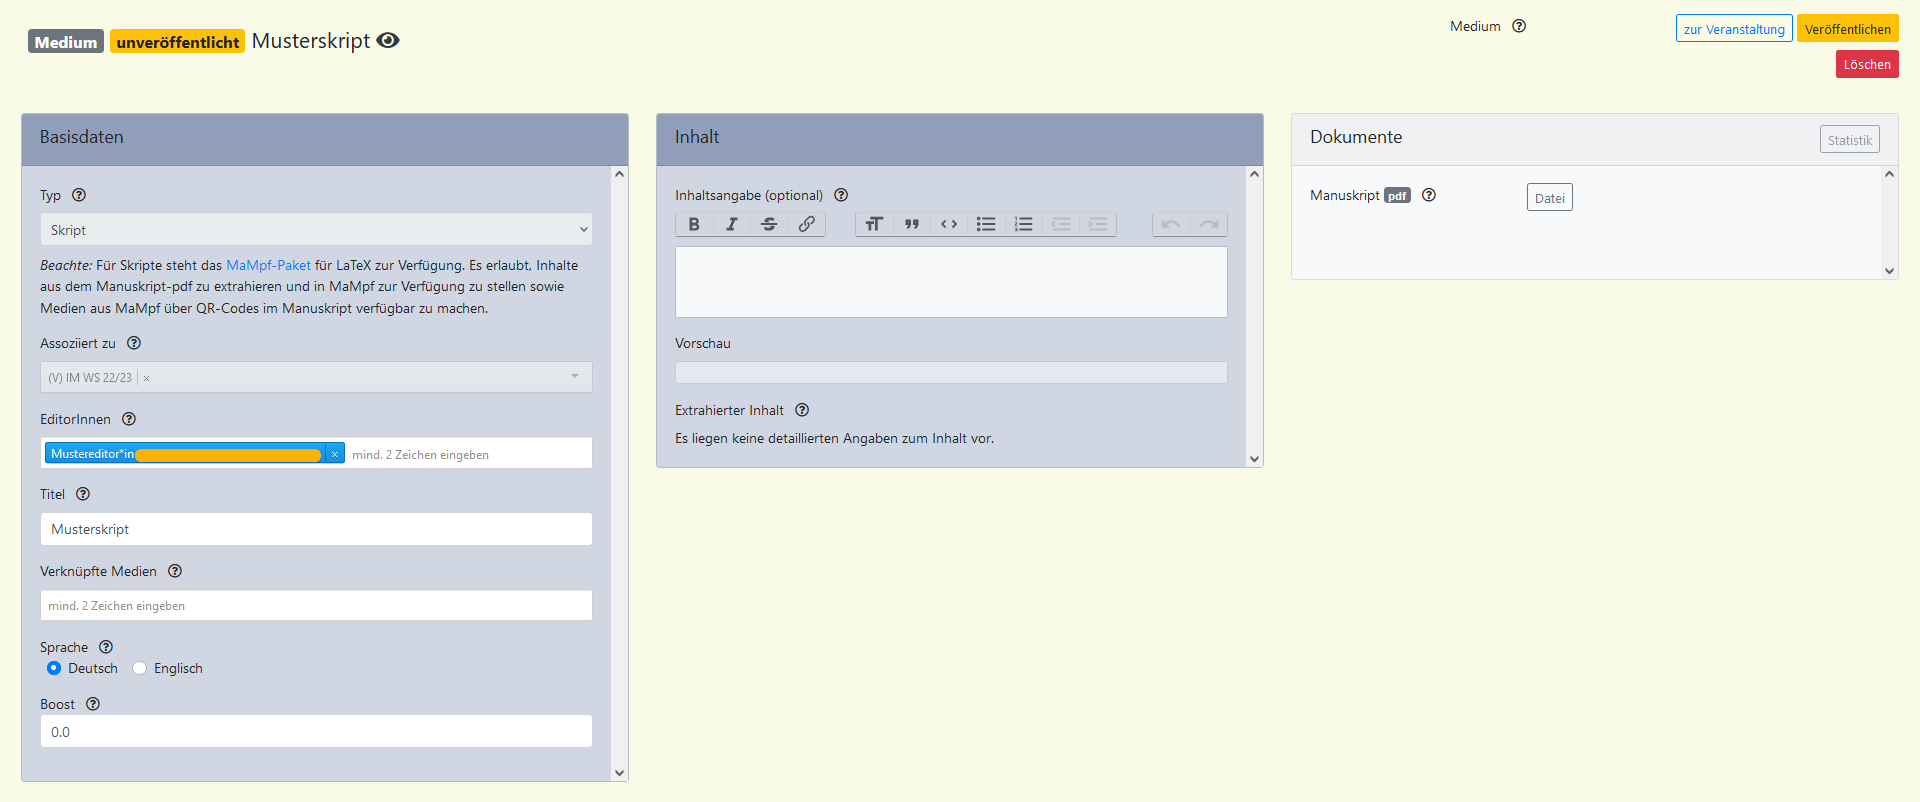 Medium unveröffentlicht Musterskript
Medium
zur Veranstaltung Veröffentlichen
Löschen
Basisdaten
Typ
Skript
Beachte: Für Skripte steht das MaMpf-Paket für LaTeX zur Verfügung. Es erlaubt, Inhalte
aus dem Manuskript-pdf zu extrahieren und in MaMpf zur Verfügung zu stellen sowie
Medien aus MaMpf über QR-Codes im Manuskript verfügbar zu machen.
Assoziiert zu
(V) IM WS 22/23 ×
EditorInnen
Mustereditor*in × mind. 2 Zeichen eingeben
Titel
Musterskript
Verknüpfte Medien
mind. 2 Zeichen eingeben
Sprache
Deutsch Englisch
Boost
0.0
Inhalt
Inhaltsangabe (optional)
Vorschau
Extrahierter Inhalt
Es liegen keine detaillierten Angaben zum Inhalt vor.
Dokumente
Statistik
Manuskript pdf
Datei